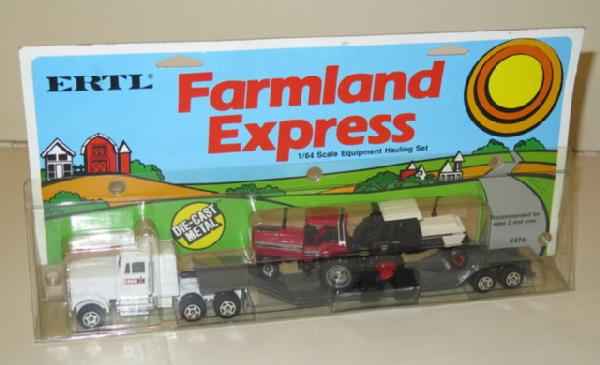 ERTL
Farmland
Express
1/64 Scale Equipment Hauling Set
DIE-CAST
METAL
Recommended for
ages 3 and over
#474